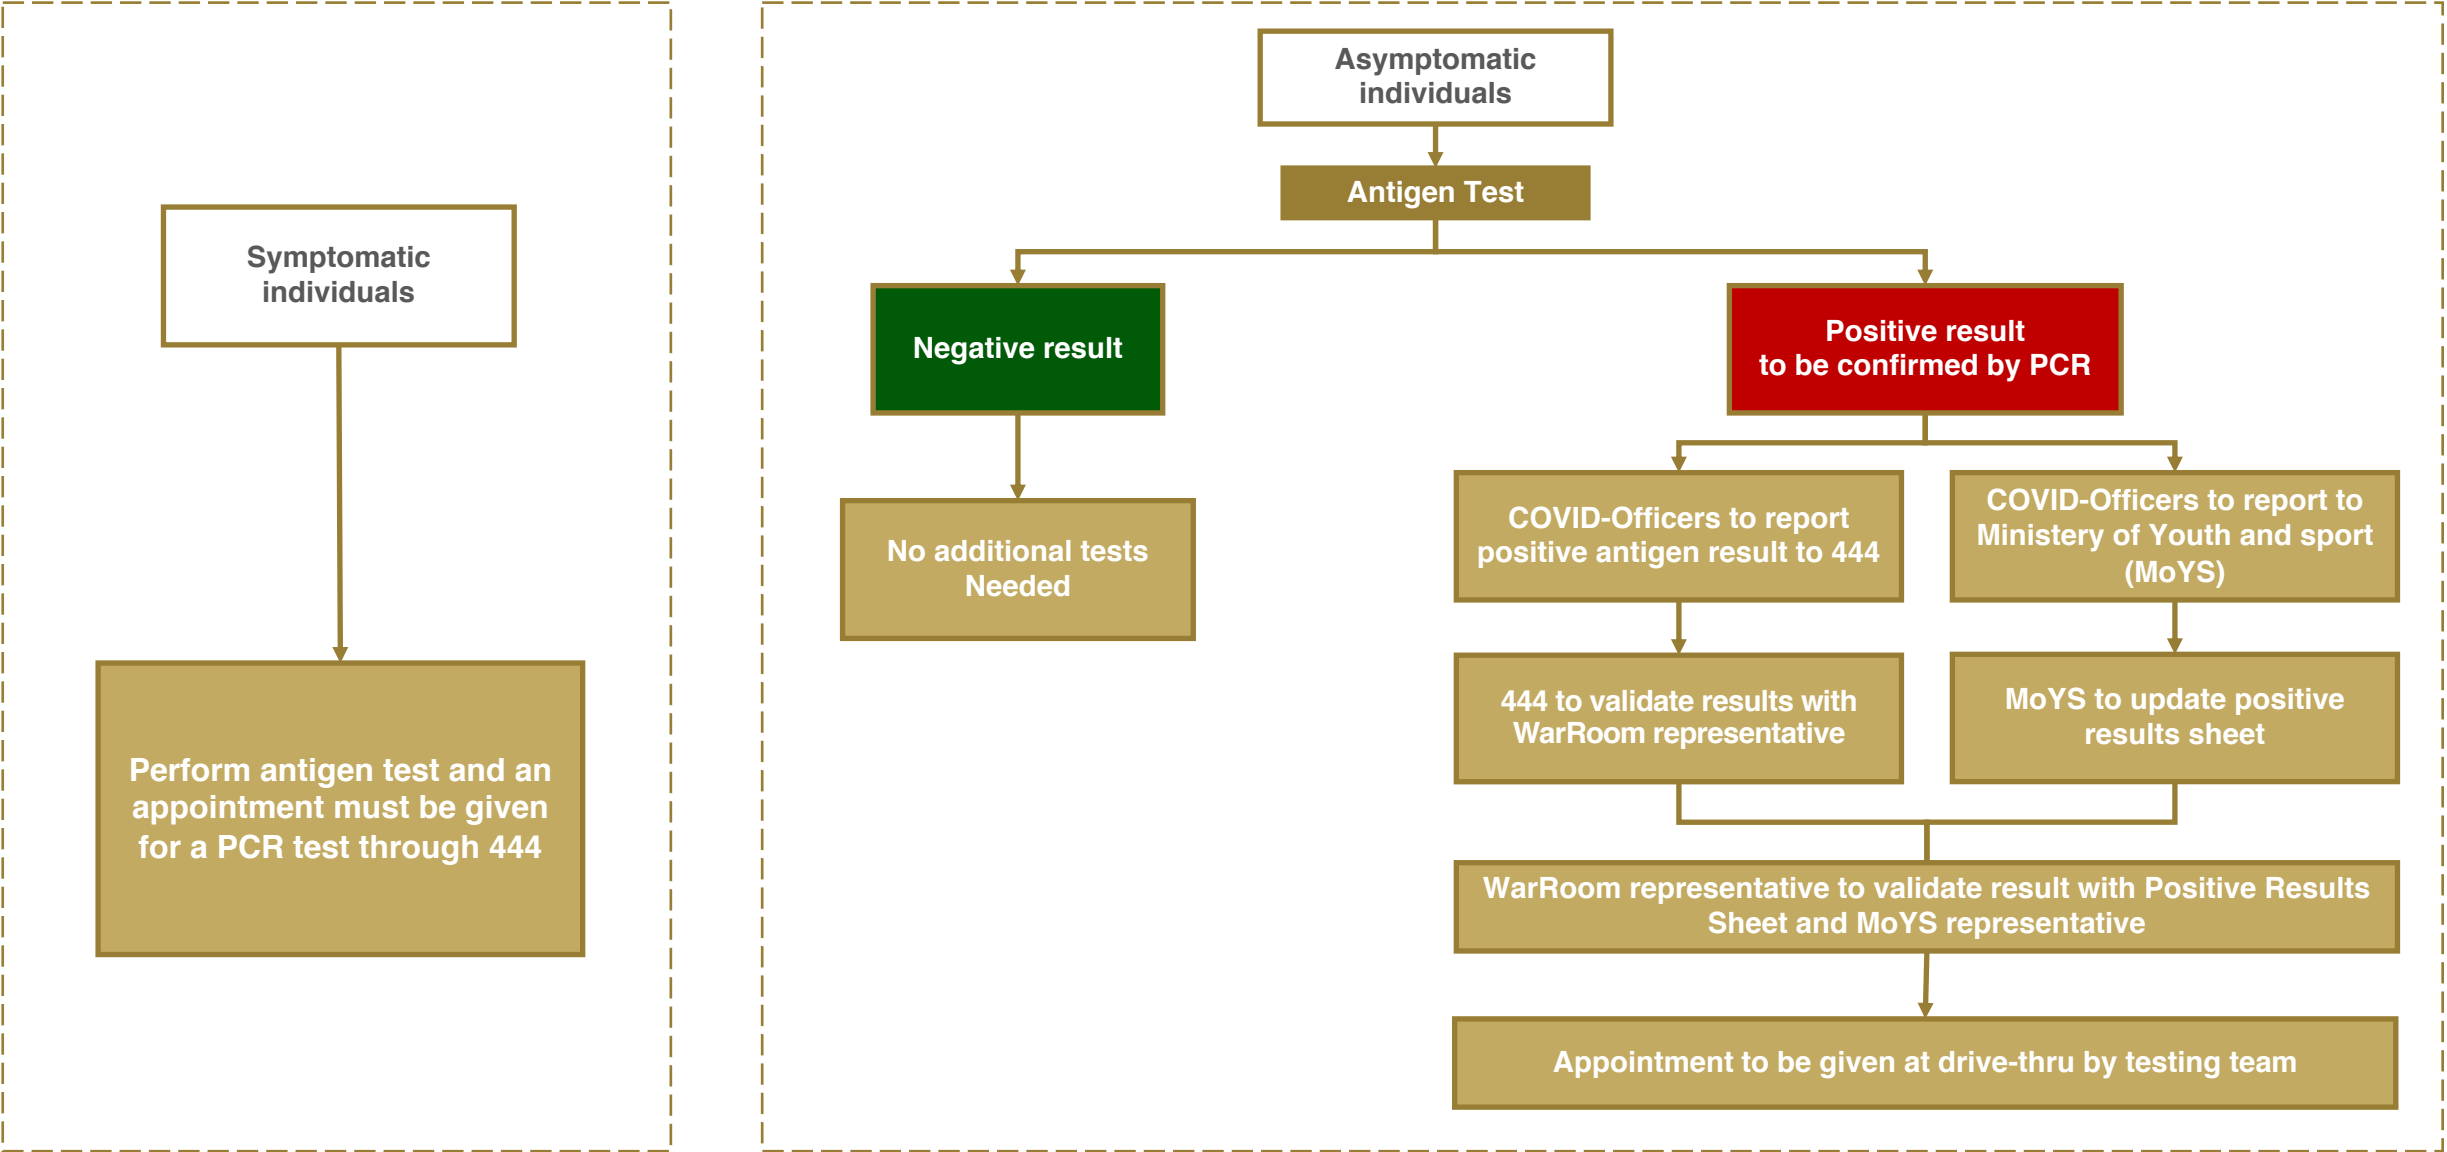 Symptomatic
individuals
Perform antigen test and an
appointment must be given
for a PCR test through 444
Asymptomatic
individuals
Antigen Test
Negative result
No additional tests
Needed
Positive result
to be confirmed by PCR
COVID-Officers to report
positive antigen result to 444
COVID-Officers to report to
Ministery of Youth and sport
(MoYS)
444 to validate results with
WarRoom representative
MoYS to update positive
results sheet
WarRoom representative to validate result with Positive Results
Sheet and MoYS representative
Appointment to be given at drive-thru by testing team